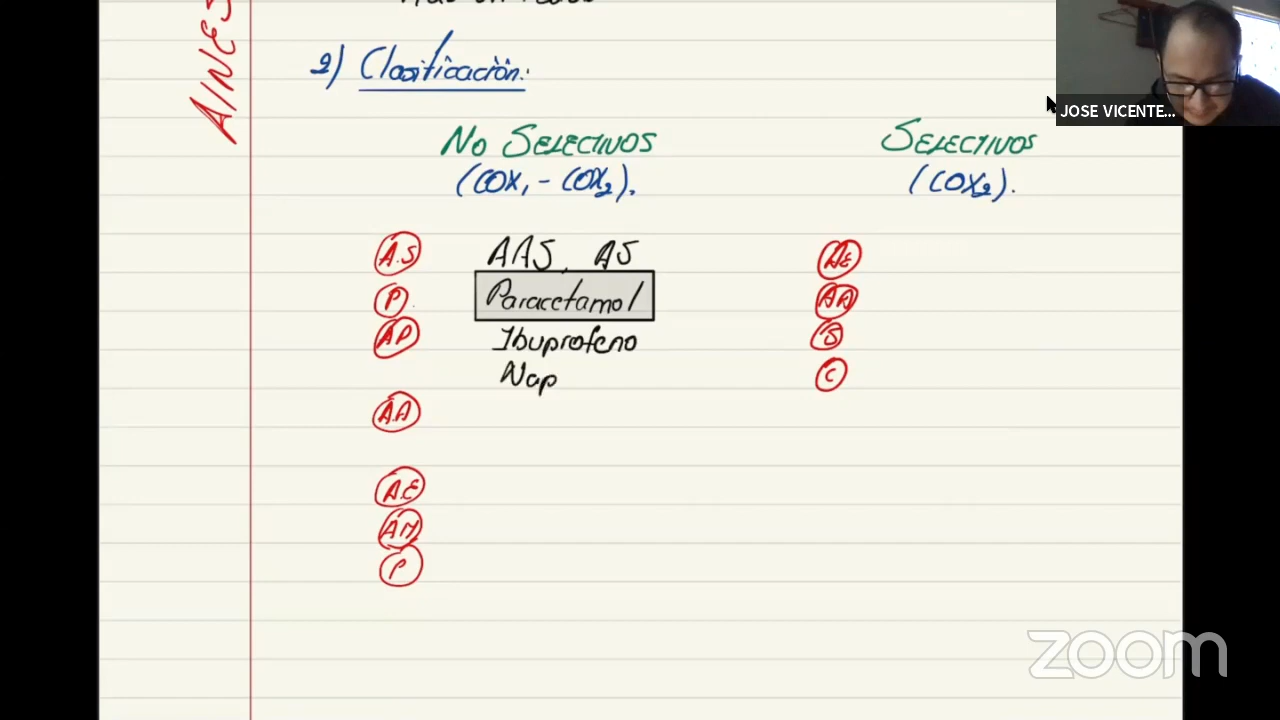 AINES
2) Clasificación:
JOSE VICENTE...
No SELECTIVOS SELECTIVOS
(COX1 - COX2). (COX2).
A.S AAS, AS AE
P Paracetamol AA
AP Ibuprofeno S
Nap C
A.A
A.E
AM
P
zoom